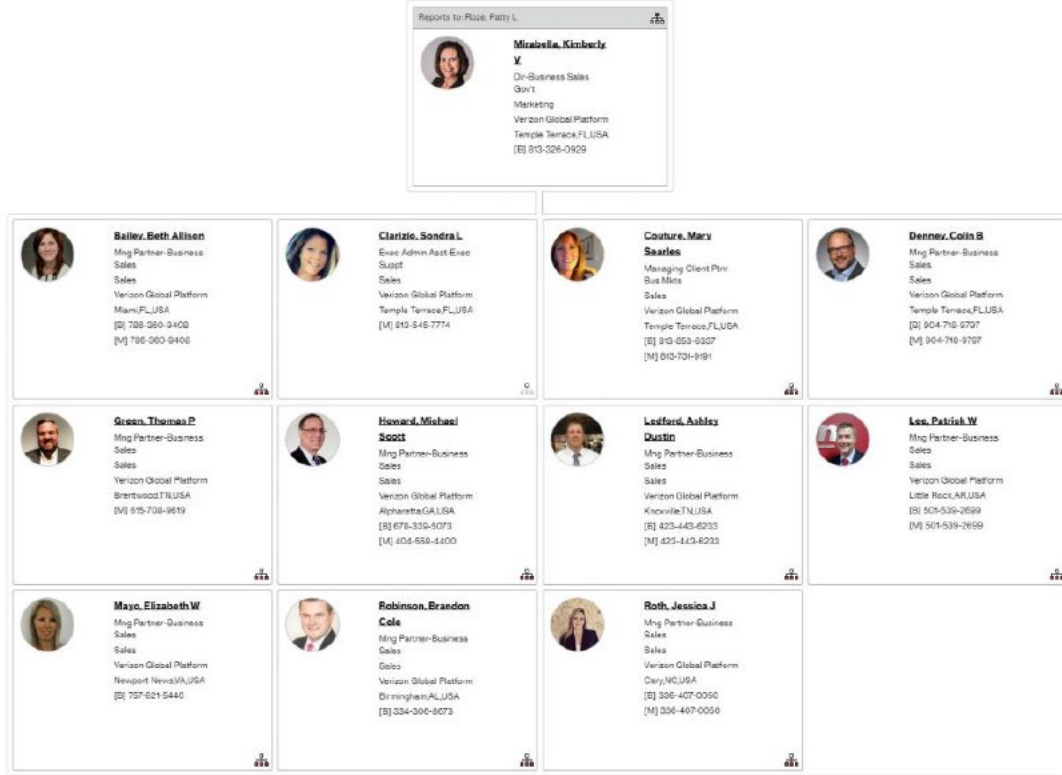 Reports to: Rose, Patty L
Mirabella, Kimberly
V
Dir-Business Sales
Gov't
Marketing
Verizon Global Platform
Temple Terrace,FL,USA
[B] 813-326-0929
Bailey, Beth Allison
Mng Partner-Business
Sales
Sales
Verizon Global Platform
Miami,FL,USA
[B] 786-360-9408
[M] 786-360-9408
Clarizio, Sondra L
Exec Admin Asst-Exec
Suppt
Sales
Verizon Global Platform
Temple Terrace,FL,USA
[M] 813-545-7774
Couture, Mary
Searles
Managing Client Ptnr
Bus Mkts
Sales
Verizon Global Platform
Temple Terrace,FL,USA
[B]
[M] 813-731-9191
Denney, Colin B
Mng Partner-Business
Sales
Sales
Verizon Global Platform
Temple Terrace,FL,USA
[B] 904-718-9797
[M] 904-718-9797
Green, Thomas P
Mng Partner-Business
Sales
Sales
Verizon Global Platform
Brentwood,TN,USA
[M] 615-708-9619
Howard, Michael
Scott
Mng Partner-Business
Sales
Sales
Verizon Global Platform
Alpharetta,GA,USA
[B] 678-339-5073
[M] 404-558-4400
Ledford, Ashley
Dustin
Mng Partner-Business
Sales
Sales
Verizon Global Platform
Knoxville,TN,USA
[B] 423-443-6233
[M] 423-443-6233
Lee, Patrick W
Mng Partner-Business
Sales
Sales
Verizon Global Platform
Little Rock,AR,USA
[B] 501-539-2699
[M] 501-539-2699
Mayo, Elizabeth W
Mng Partner-Business
Sales
Sales
Verizon Global Platform
Newport News,VA,USA
[B] 757-621-5440
Robinson, Brandon
Cole
Mng Partner-Business
Sales
Sales
Verizon Global Platform
Birmingham,AL,USA
[B] 334-306-8673
Roth, Jessica J
Mng Partner-Business
Sales
Sales
Verizon Global Platform
Cary,NC,USA
[B] 336-407-0050
[M] 336-407-0050